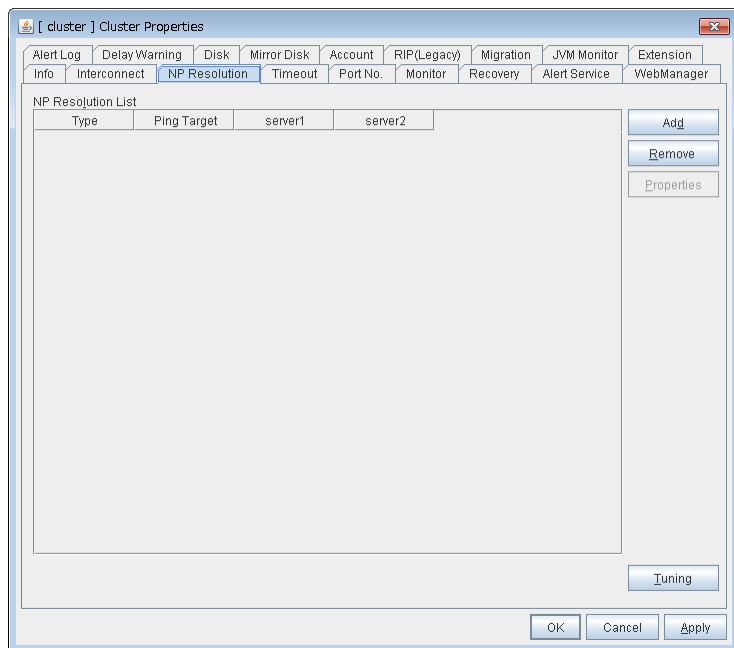 [ cluster ] Cluster Properties
Alert Log Delay Warning Disk Mirror Disk Account RIP(Legacy) Migration JVM Monitor Extension
Info Interconnect NP Resolution Timeout Port No. Monitor Recovery Alert Service WebManager
NP Resolution List
Type Ping Target server1 server2
Add
Remove
Properties
Tuning
OK Cancel Apply